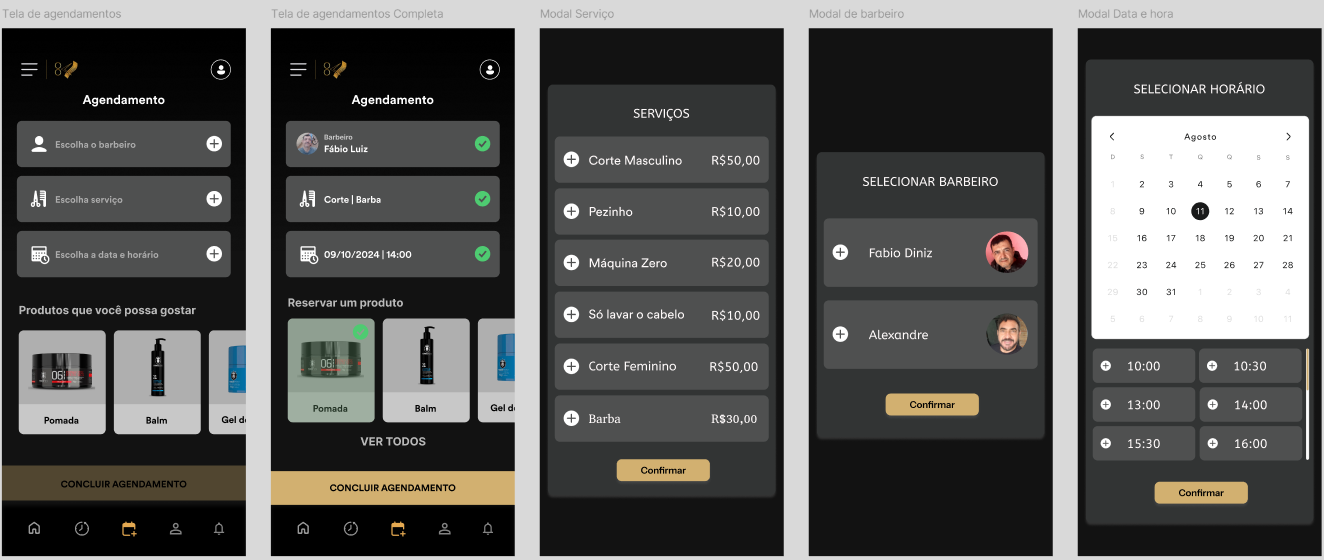 Tela de agendamentos
Agendamento
Escolha o barbeiro
Escolha serviço
Escolha a data e horário
Produtos que você possa gostar
06
Pomada
Balm
Gel d
CONCLUIR AGENDAMENTO
Tela de agendamentos Completa
Agendamento
Barbeiro
Fábio Luiz
Corte | Barba
09/10/2024 | 14:00
Reservar um produto
06
Pomada
Balm
Gel de
VER TODOS
CONCLUIR AGENDAMENTO
Modal Serviço
SERVIÇOS
Corte Masculino R$50,00
Pezinho R$10,00
Máquina Zero R$20,00
Só lavar o cabelo R$10,00
Corte Feminino R$50,00
Barba R$30,00
Confirmar
Modal de barbeiro
SELECIONAR BARBEIRO
Fabio Diniz
Alexandre
Confirmar
Modal Data e hora
SELECIONAR HORÁRIO
Agosto
D S T Q Q S S
1 2 3 4 5 6 7
8 9 10 11 12 13 14
15 16 17 18 19 20 21
22 23 24 25 26 27 28
29 30 31 1 2 3 4
5 6 7 8 9 10 11
10:00 10:30
13:00 14:00
15:30 16:00
Confirmar